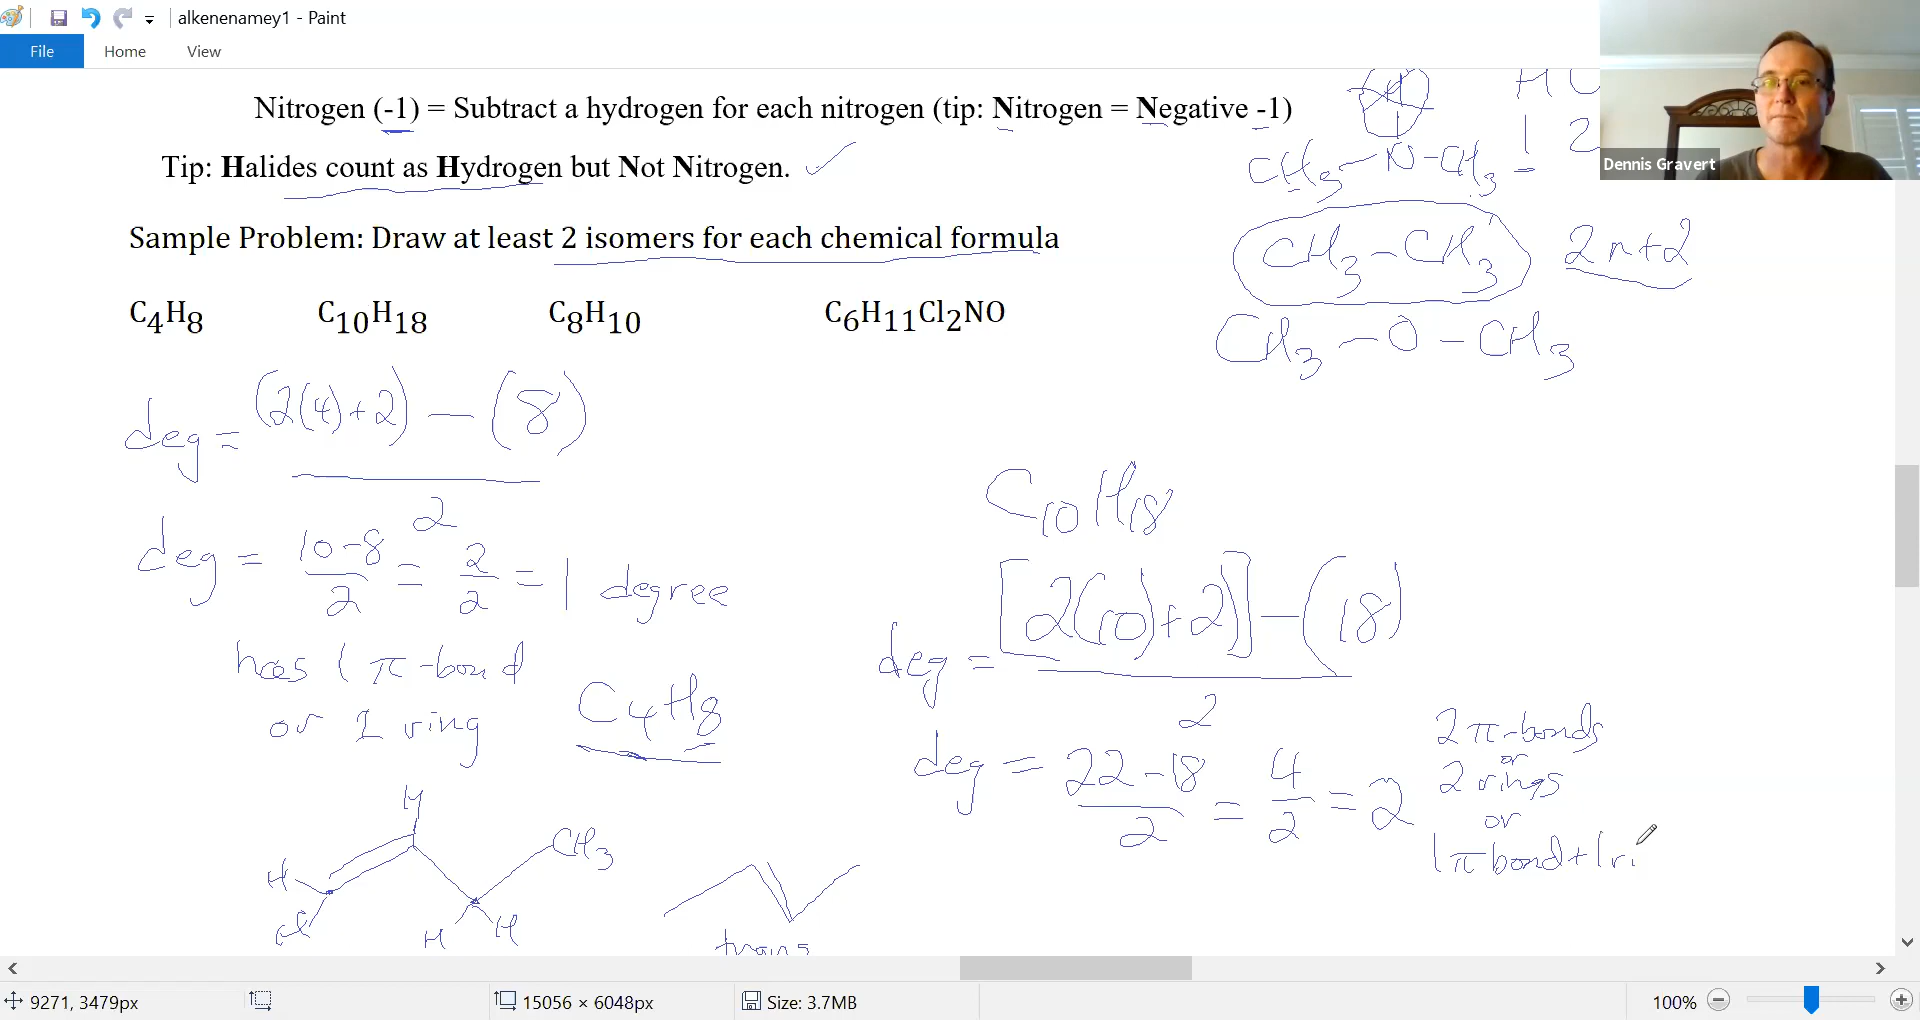 alkenenamey1 - Paint
File Home View
Nitrogen (-1) = Subtract a hydrogen for each nitrogen (tip: Nitrogen = Negative -1)
Tip: Halides count as Hydrogen but Not Nitrogen.
Dennis Gravert
CH3 - N - CH3
Sample Problem: Draw at least 2 isomers for each chemical formula
CH3 - CH3 2n+2
C4H8 C10H18 C8H10 C6H11Cl2NO
CH3 - O - CH3
deg = (2(4)+2) - (8)
2
deg = 10-8
2
= 2
2
= 1 degree
has 1 π-bond
or 1 ring
C4H8
C10H18
deg = [2(10)+2] - (18)
2
deg = 22-18
2
= 4
2
= 2
2 π-bonds
or
2 rings
or
1 π bond + 1 ri
H
H
CH3
H H
trans
9271, 3479px 15056 × 6048px Size: 3.7MB 100%